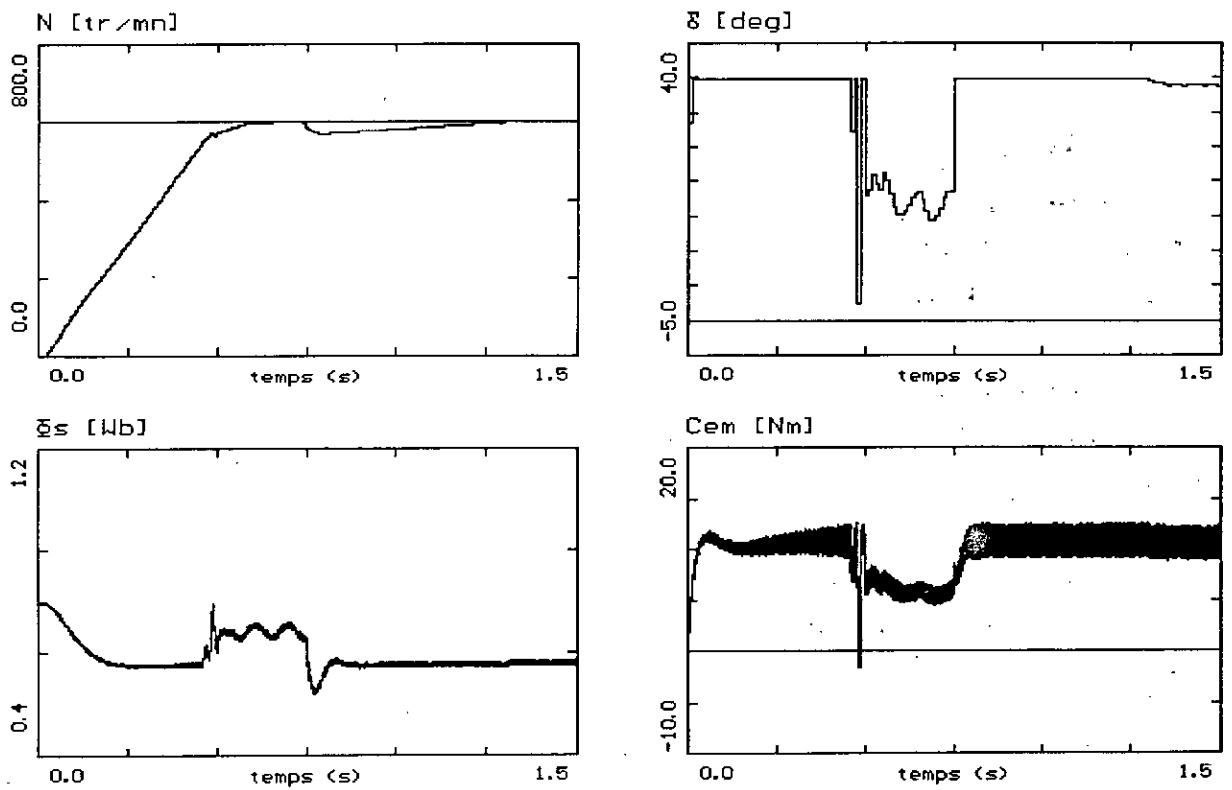 N [tr/mn]
800.0
0.0
0.0 temps (s) 1.5
δ [deg]
40.0
-5.0
0.0 temps (s) 1.5
Φs [Wb]
1.2
0.4
0.0 temps (s) 1.5
Cem [Nm]
20.0
-10.0
0.0 temps (s) 1.5